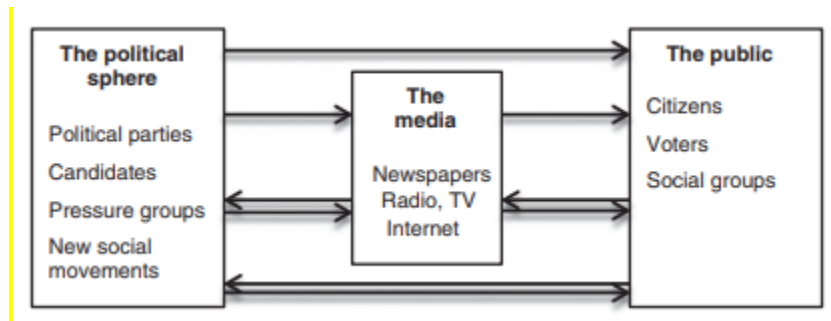 The political
sphere
Political parties
Candidates
Pressure groups
New social
movements
The
media
Newspapers
Radio, TV
Internet
The public
Citizens
Voters
Social groups